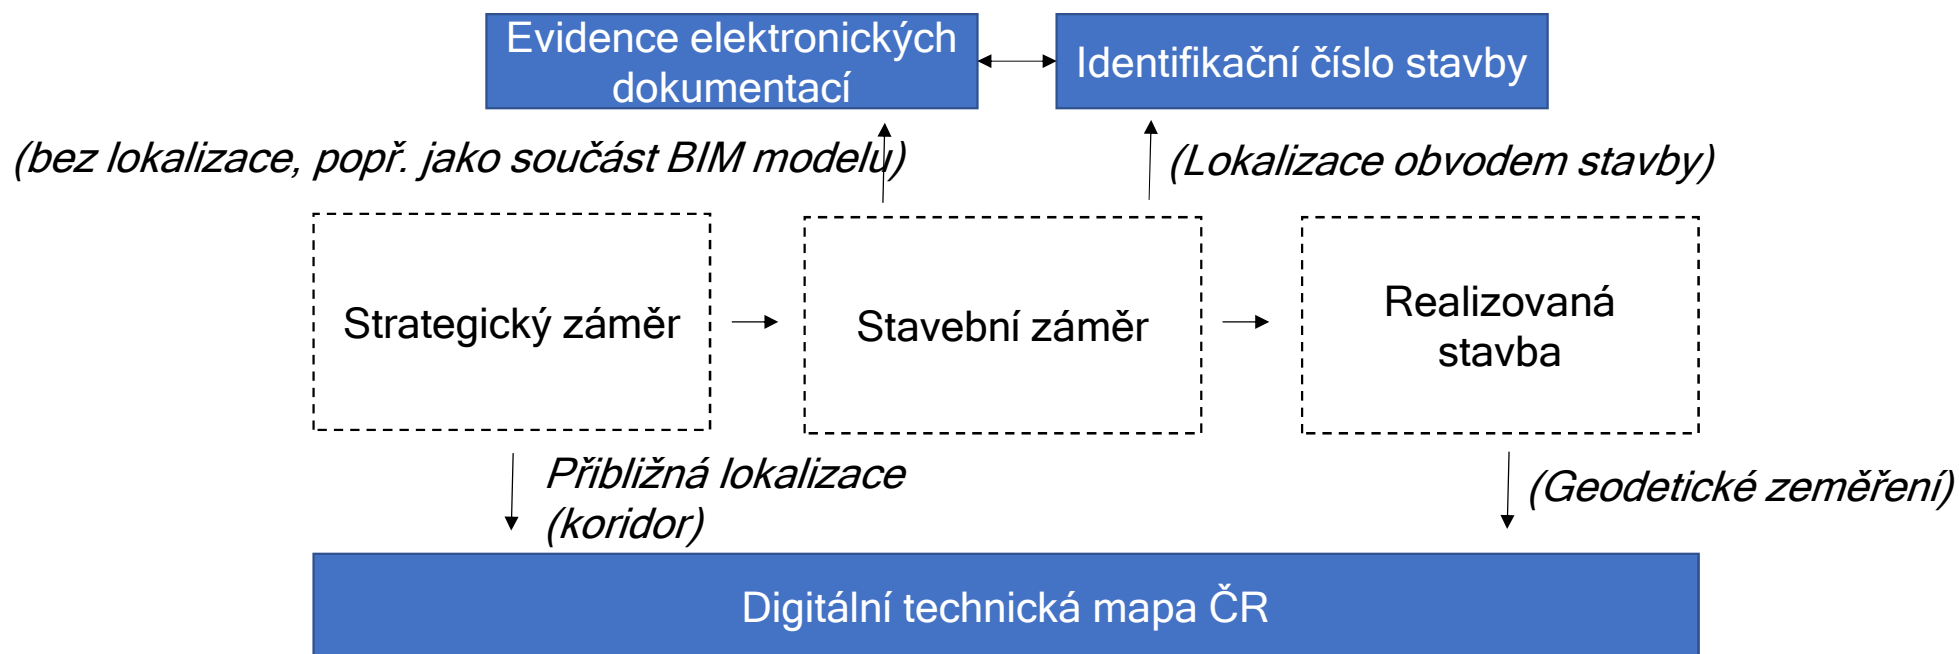 Evidence elektronických
dokumentací
Identifikační číslo stavby
(bez lokalizace, popř. jako součást BIM modelu)
(Lokalizace obvodem stavby)
Strategický záměr
Stavební záměr
Realizovaná
stavba
Přibližná lokalizace
(koridor)
(Geodetické zeměření)
Digitální technická mapa ČR